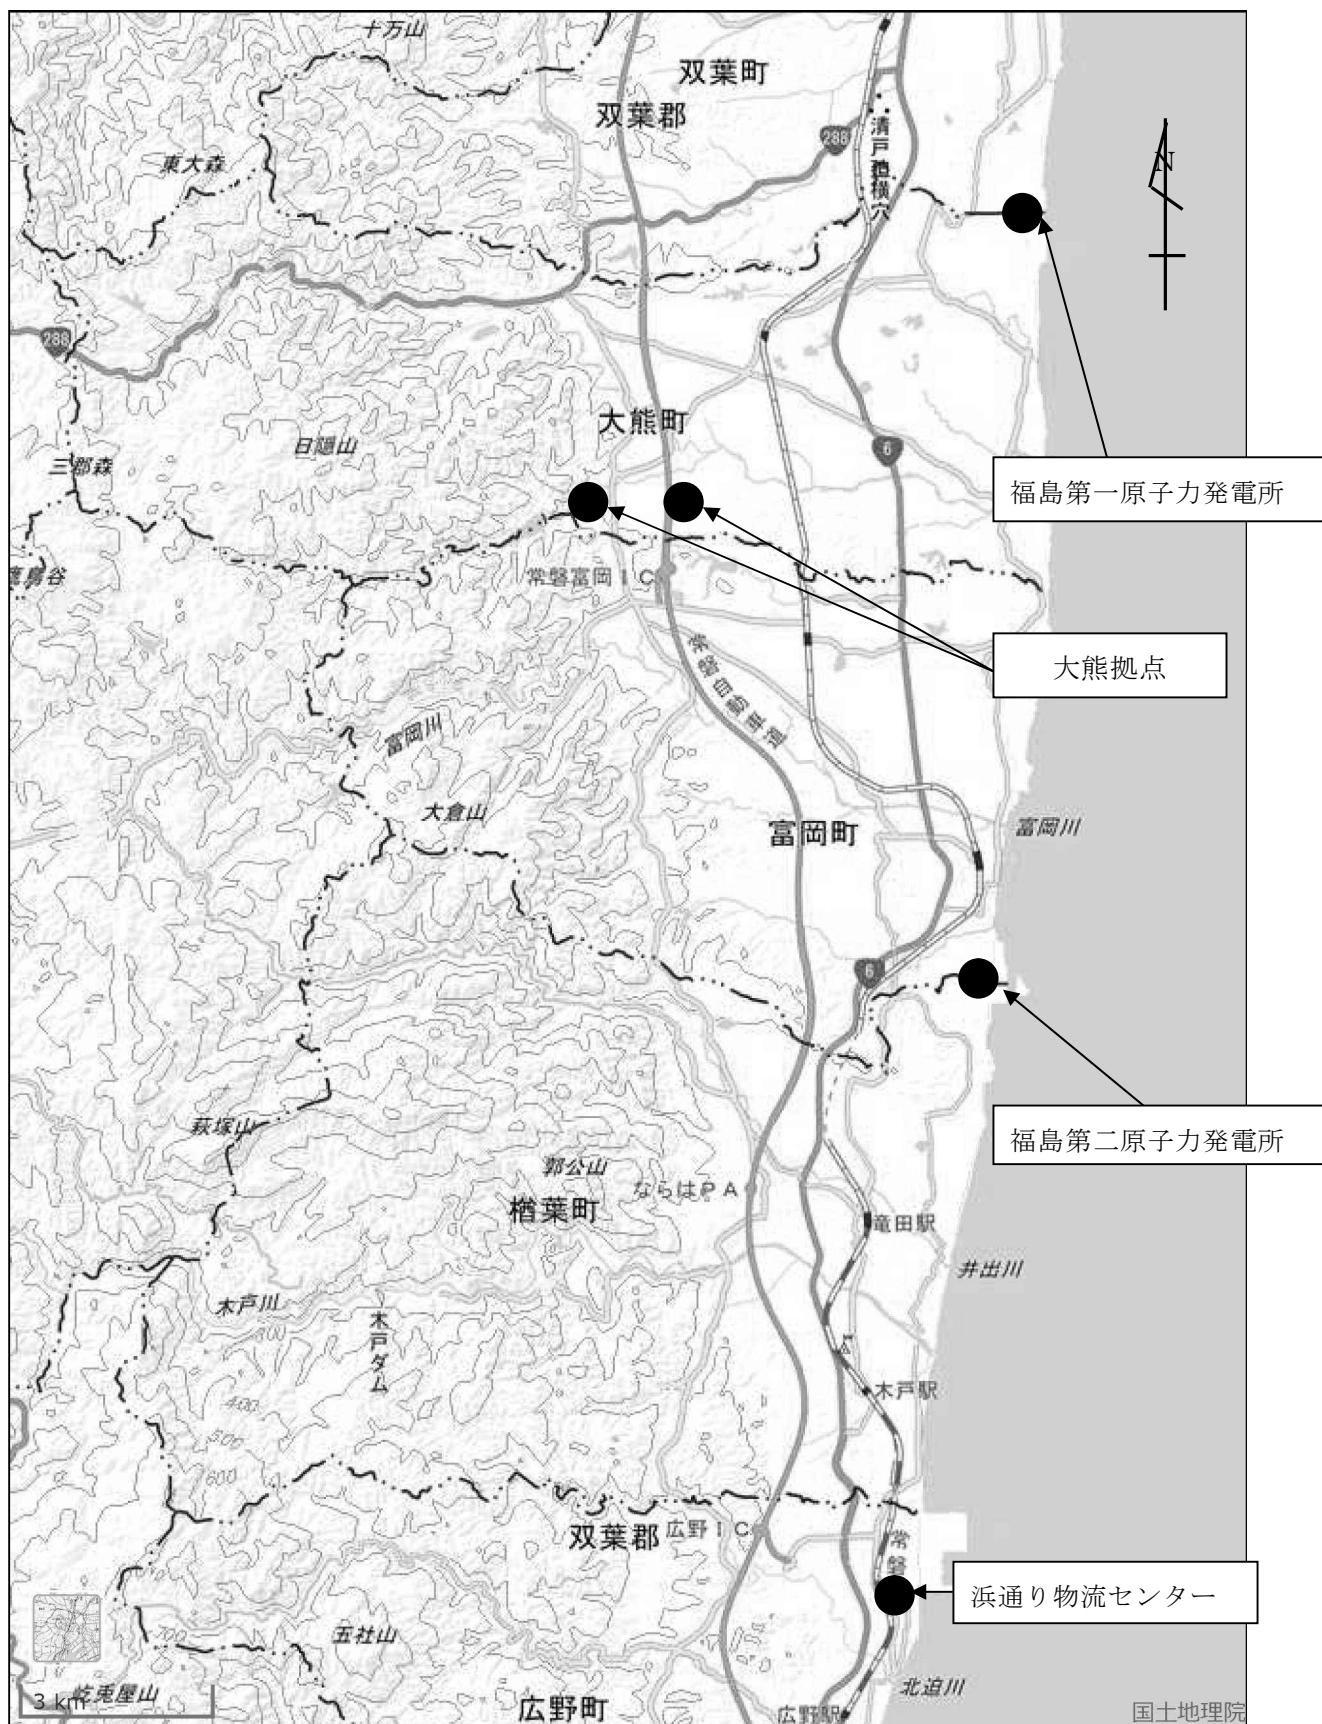 十万山
双葉町
双葉郡
288
清戸廹横穴
東大森
N
288
大熊町
日隠山
三郡森
6
福島第一原子力発電所
常磐富岡IC
大熊拠点
常磐自動車道
富岡川
大倉山
富岡町
富岡川
6
萩塚山
福島第二原子力発電所
郭公山
ならはPA
楢葉町
竜田駅
井出川
木戸川
木戸ダム
木戸駅
400
500
600
双葉郡
広野IC
常磐
浜通り物流センター
700
五社山
屹兎屋山
3 km
北迫川
広野町
広野駅
国土地理院